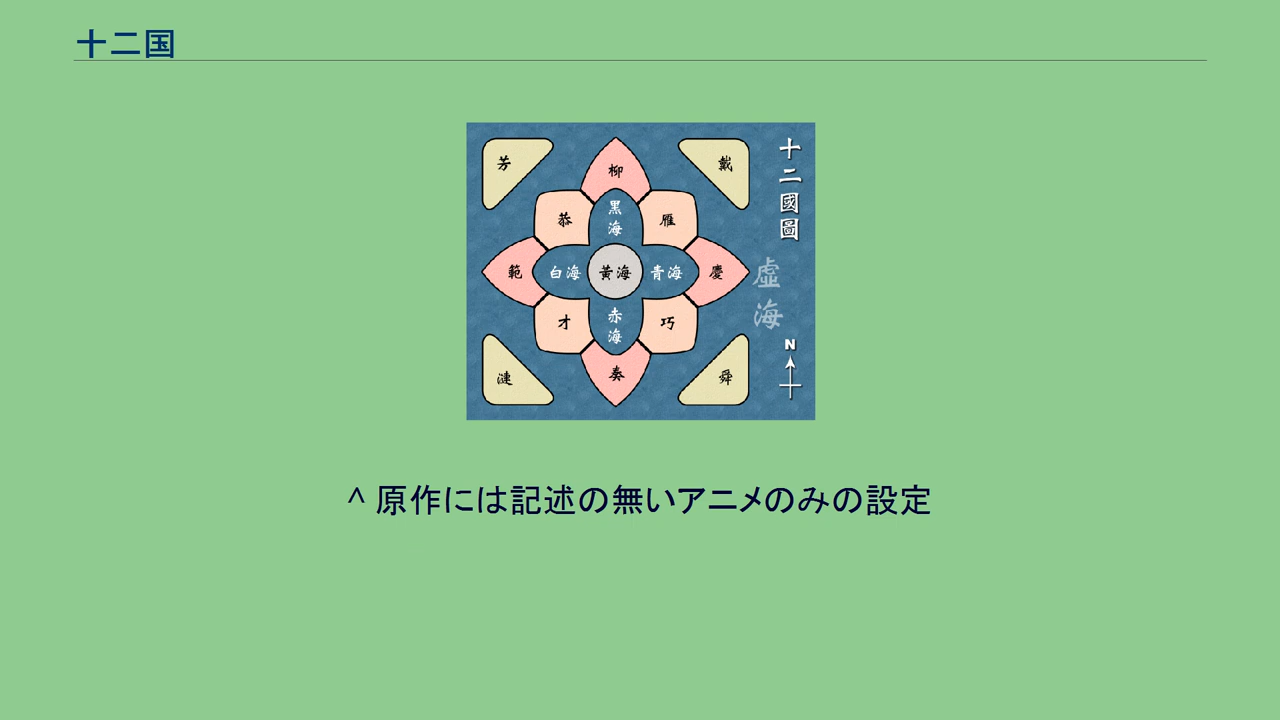 十二国
十二國圖
芳
柳
戴
恭
黒海
雁
範
白海
黄海
青海
慶
虚海
才
赤海
巧
N
漣
奏
舜
^ 原作には記述の無いアニメのみの設定